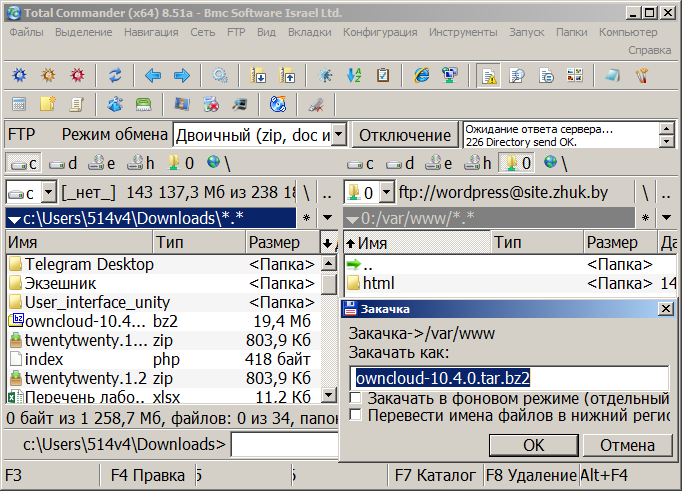 Total Commander (x64) 8.51a - Bmc Software Israel Ltd.
Файлы Выделение Навигация Сеть FTP Вид Вкладки Конфигурация Инструменты Запуск Папки Компьютер
Справка
FTP Режим обмена Двоичный (zip, doc и Отключение Ожидание ответа сервера...
226 Directory send OK.
c d e h 0 \ c d e h 0 \
c [_нет_] 143 137,3 Мб из 238 18 \ .. 0 ftp://wordpress@site.zhuk.by \ ..
c:\Users\514v4\Downloads\*.* * 0:/var/www/*.* *
Имя Тип Размер Имя Тип Размер Да
Telegram Desktop <Папка> .. <Папка>
Экзешник <Папка> html <Папка> 14
User_interface_unity <Папка>
owncloud-10.4... bz2 19,4 Мб
twentytwenty.1... zip 803,9 Кб
index php 418 байт
twentytwenty.1.2 zip 803,9 Кб
Перечень лабо... xlsx 11.2 Кб
Закачка
Закачка->/var/www
Закачать как:
owncloud-10.4.0.tar.bz2
Закачать в фоновом режиме (отдельный
Перевести имена файлов в нижний регис
OK Отмена
0 байт из 1 258,7 Мб, файлов: 0 из 34, папок
c:\Users\514v4\Downloads>
F3 F4 Правка F7 Каталог F8 Удаление Alt+F4